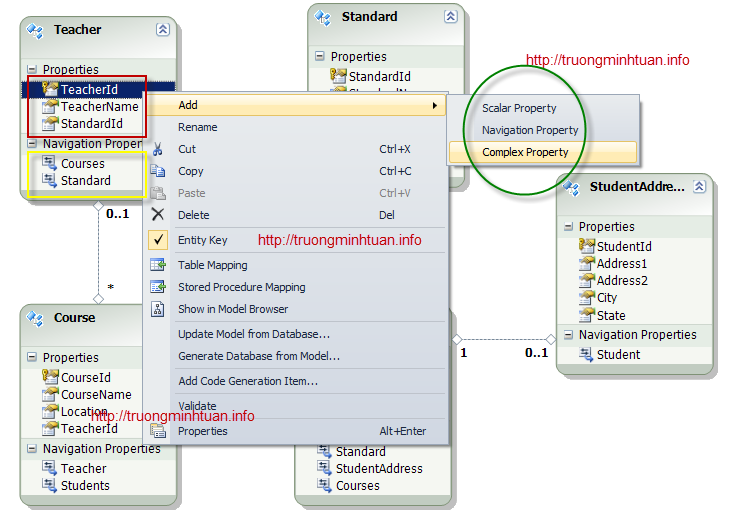 Teacher
Properties
TeacherId
TeacherName
StandardId
Navigation Proper
Courses
Standard
0..1
*
Standard
Properties
StandardId
http://truongminhtuan.info
Add
Rename
Cut Ctrl+X
Copy Ctrl+C
Paste Ctrl+V
Delete Del
Entity Key
http://truongminhtuan.info
Table Mapping
Stored Procedure Mapping
Show in Model Browser
Update Model from Database...
Generate Database from Model...
Add Code Generation Item...
Validate
Properties Alt+Enter
Scalar Property
Navigation Property
Complex Property
StudentAddre...
Properties
StudentId
Address1
Address2
City
State
Navigation Properties
Student
1 0..1
Course
Properties
CourseId
CourseName
Location
TeacherId
http://truongminhtuan.info
Navigation Properties
Teacher
Students
Standard
StudentAddress
Courses